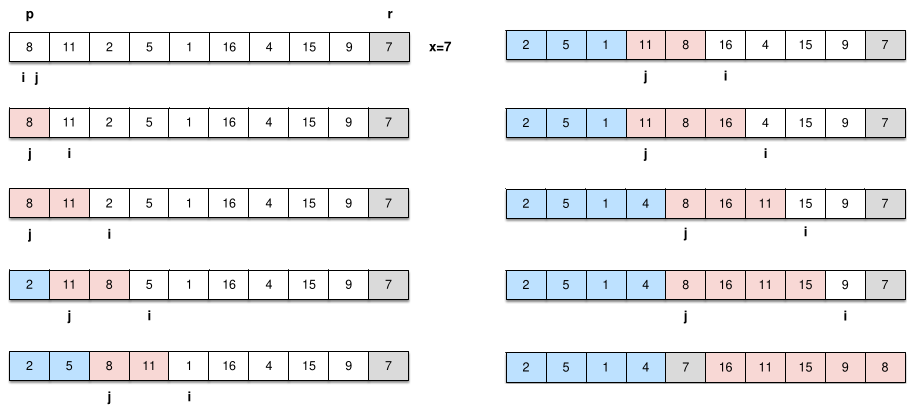 p r
8 11 2 5 1 16 4 15 9 7 x=7
i j
8 11 2 5 1 16 4 15 9 7
j i
8 11 2 5 1 16 4 15 9 7
j i
2 11 8 5 1 16 4 15 9 7
j i
2 5 8 11 1 16 4 15 9 7
j i
2 5 1 11 8 16 4 15 9 7
j i
2 5 1 11 8 16 4 15 9 7
j i
2 5 1 4 8 16 11 15 9 7
j i
2 5 1 4 8 16 11 15 9 7
j i
2 5 1 4 7 16 11 15 9 8